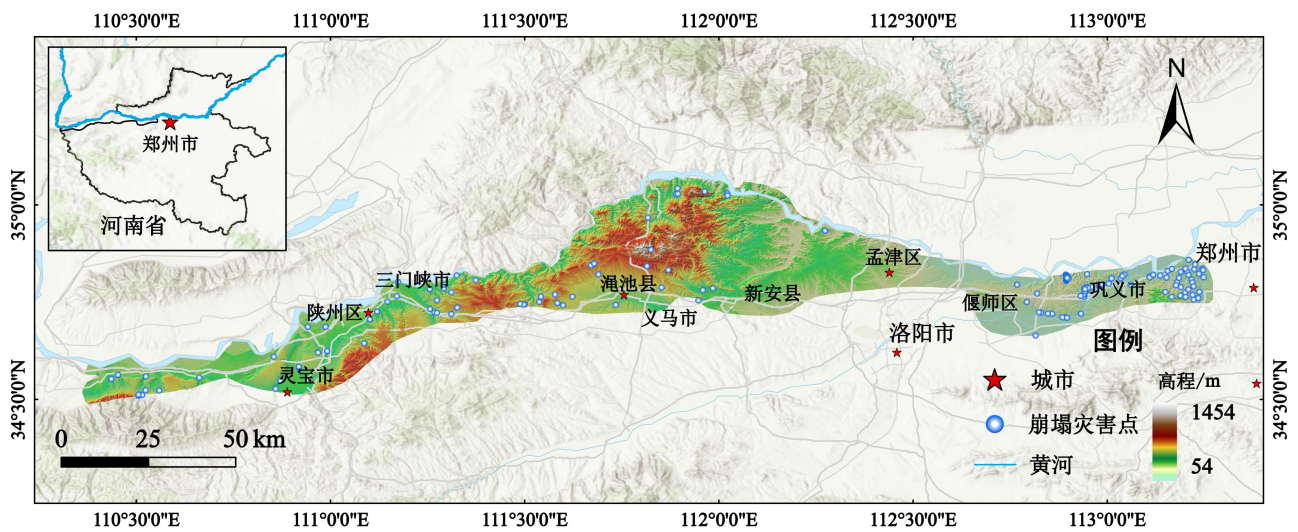 110°30′0″E
111°0′0″E
111°30′0″E
112°0′0″E
112°30′0″E
113°0′0″E
35°0′0″N
34°30′0″N
35°0′0″N
34°30′0″N
郑州市
河南省
N
三门峡市
陕州区
灵宝市
渑池县
义马市
新安县
孟津区
偃师区
巩义市
郑州市
洛阳市
图例
城市
崩塌灾害点
黄河
高程/m
1454
54
0 25 50 km
110°30′0″E
111°0′0″E
111°30′0″E
112°0′0″E
112°30′0″E
113°0′0″E